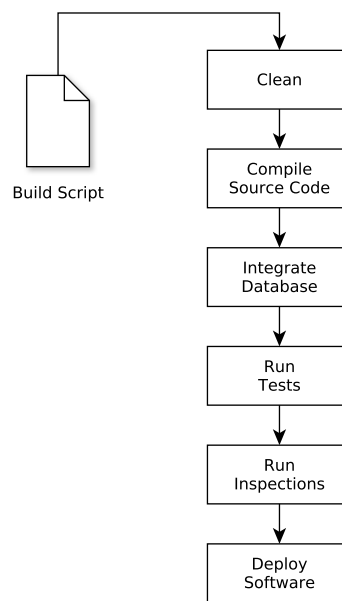 Clean
Build Script
Compile
Source Code
Integrate
Database
Run
Tests
Run
Inspections
Deploy
Software